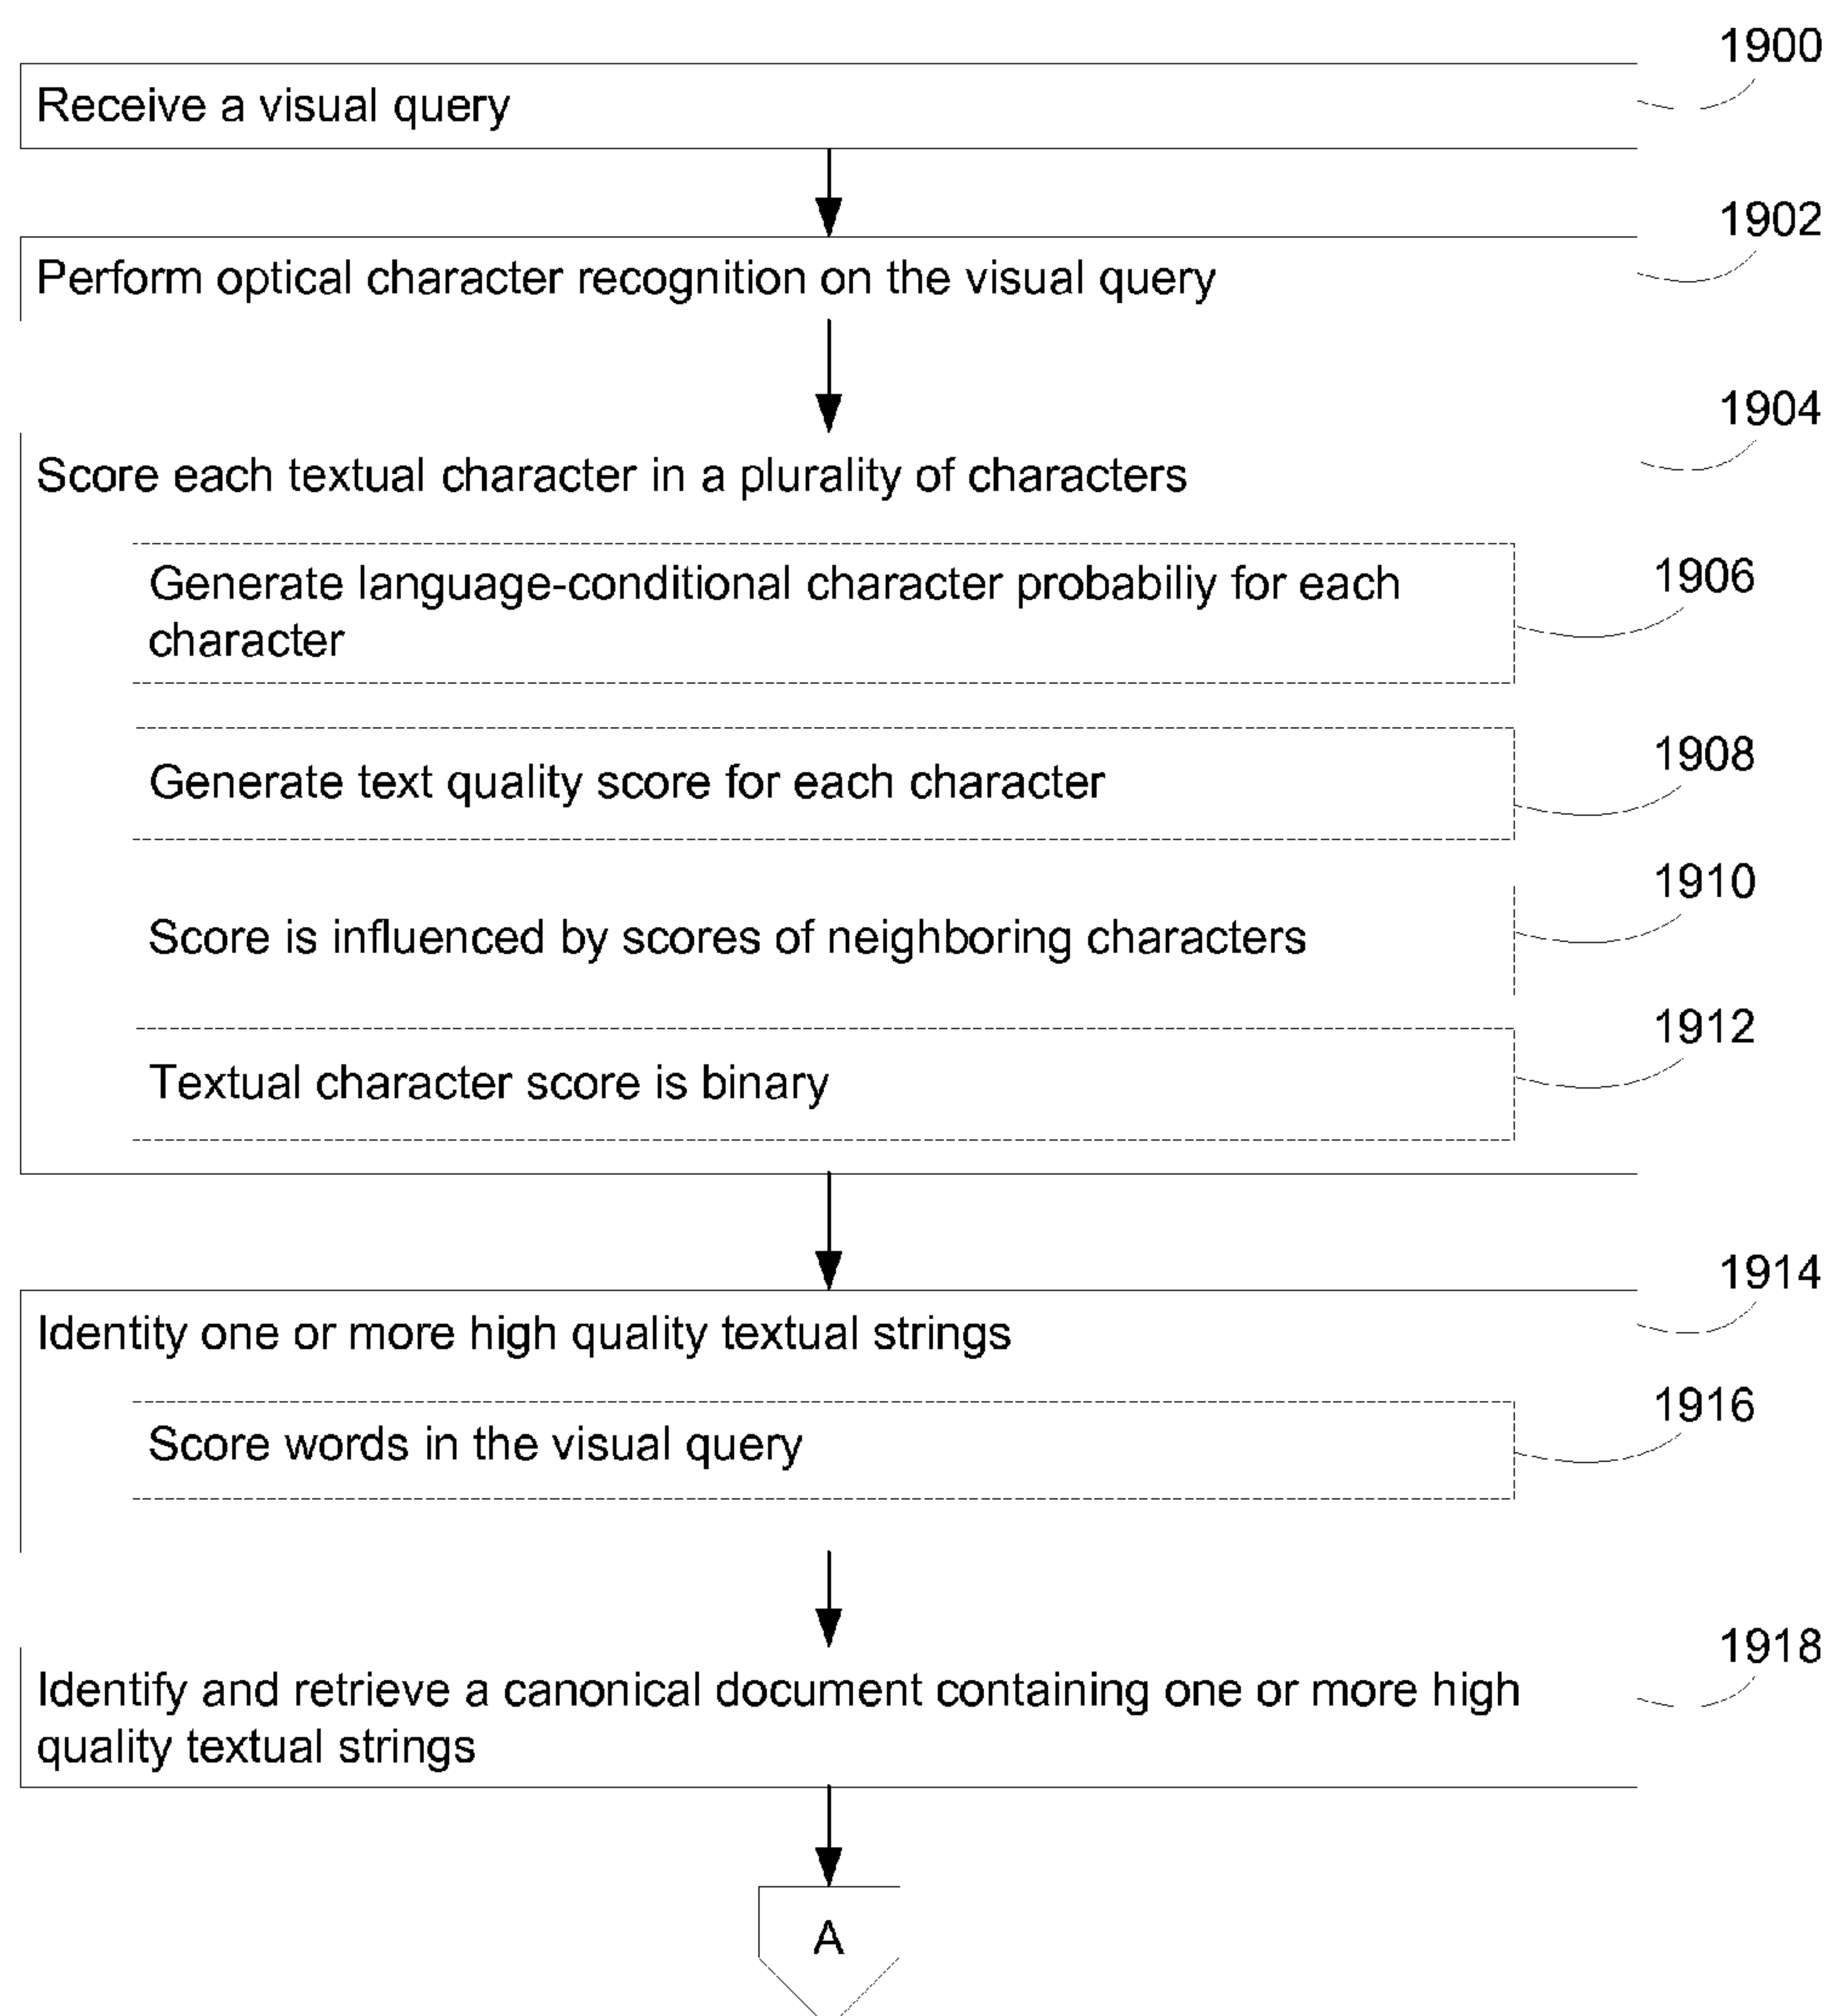 1900
Receive a visual query
1902
Perform optical character recognition on the visual query
1904
Score each textual character in a plurality of characters
1906
Generate language-conditional character probabiliy for each
character
1908
Generate text quality score for each character
1910
Score is influenced by scores of neighboring characters
1912
Textual character score is binary
1914
Identity one or more high quality textual strings
1916
Score words in the visual query
1918
Identify and retrieve a canonical document containing one or more high
quality textual strings
A